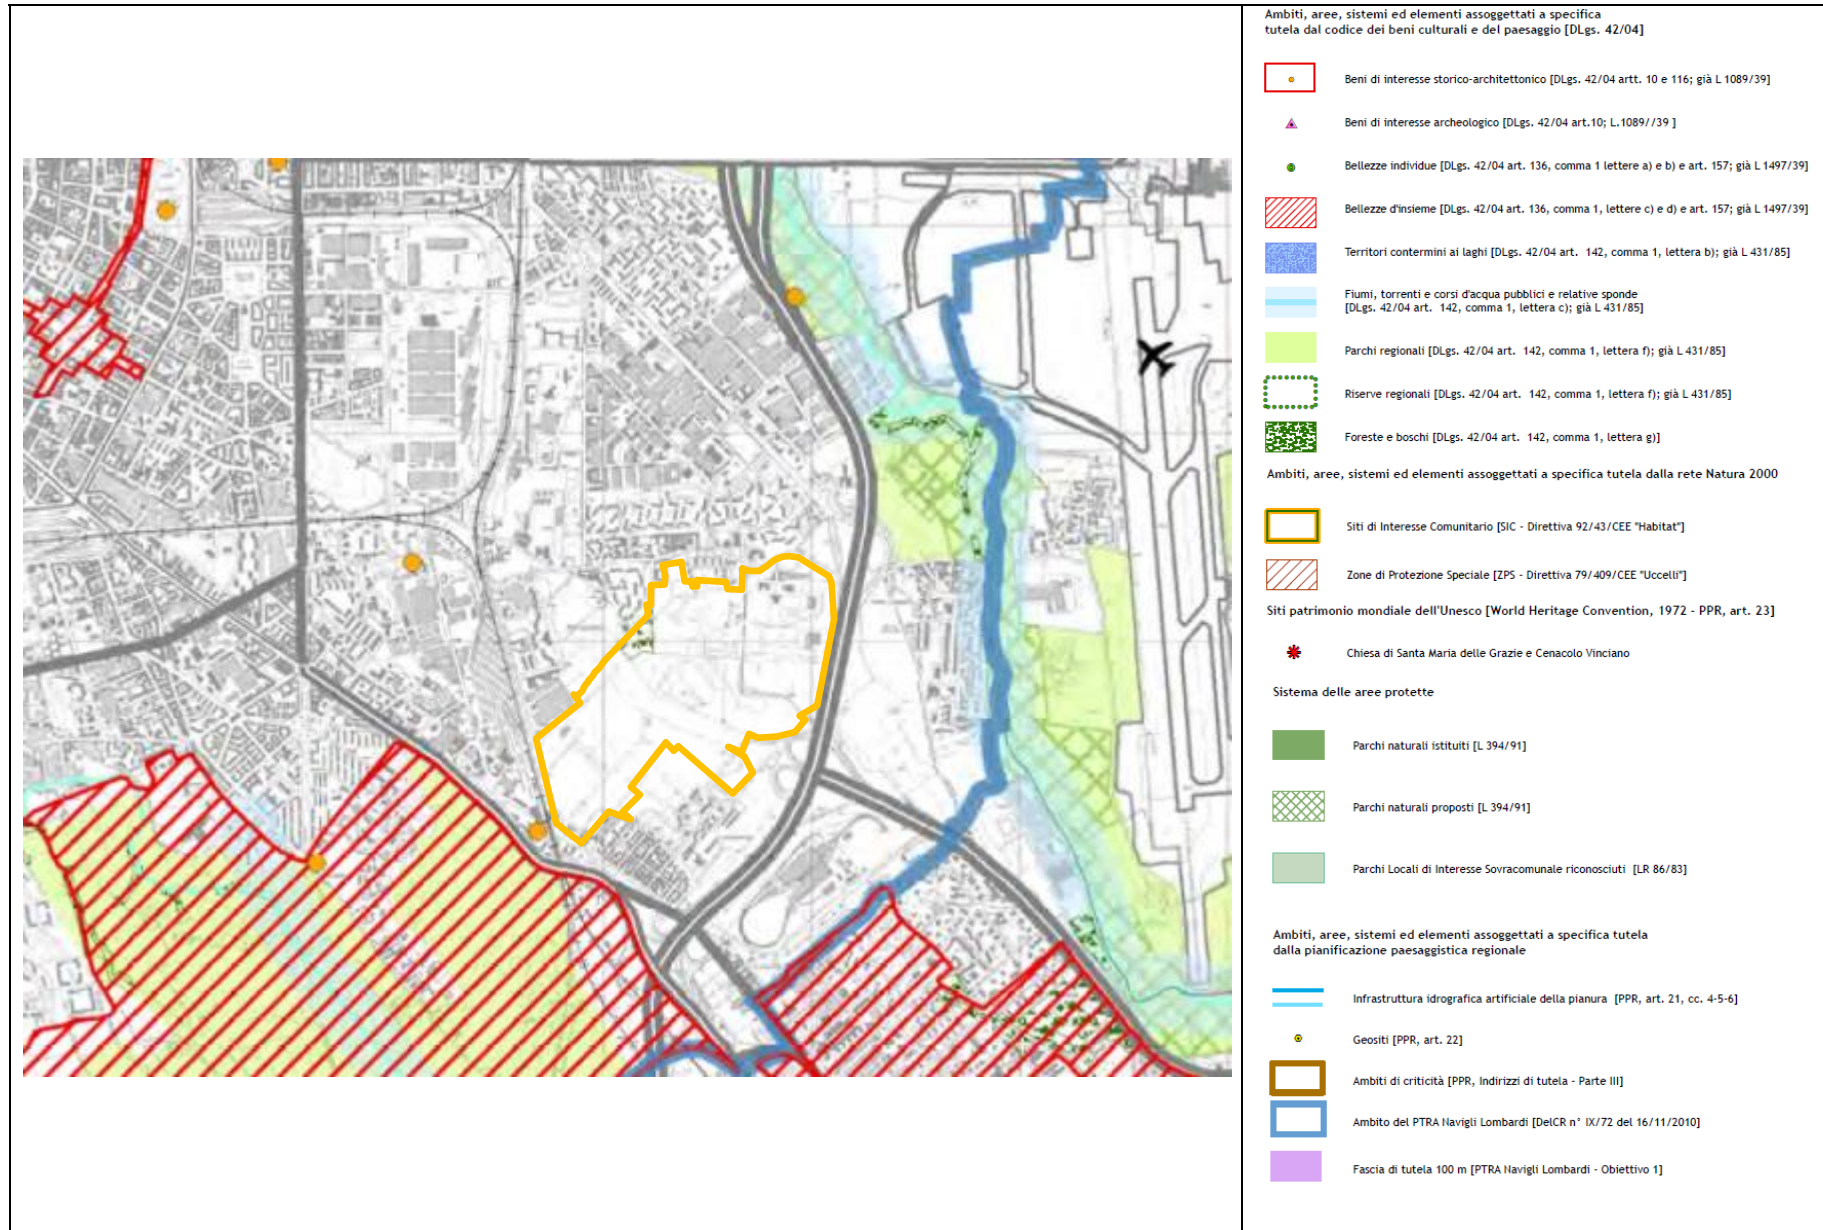 Ambiti, aree, sistemi ed elementi assoggettati a specifica
tutela dal codice dei beni culturali e del paesaggio [DLgs. 42/04]
Beni di interesse storico-architettonico [DLgs. 42/04 artt. 10 e 116; già L 1089/39]
Beni di interesse archeologico [DLgs. 42/04 art.10; L.1089//39 ]
Bellezze individue [DLgs. 42/04 art. 136, comma 1 lettere a) e b) e art. 157; già L 1497/39]
Bellezze d'insieme [DLgs. 42/04 art. 136, comma 1, lettere c) e d) e art. 157; già L 1497/39]
Territori contermini ai laghi [DLgs. 42/04 art. 142, comma 1, lettera b); già L 431/85]
Fiumi, torrenti e corsi d'acqua pubblici e relative sponde
[DLgs. 42/04 art. 142, comma 1, lettera c); già L 431/85]
Parchi regionali [DLgs. 42/04 art. 142, comma 1, lettera f); già L 431/85]
Riserve regionali [DLgs. 42/04 art. 142, comma 1, lettera f); già L 431/85]
Foreste e boschi [DLgs. 42/04 art. 142, comma 1, lettera g)]
Ambiti, aree, sistemi ed elementi assoggettati a specifica tutela dalla rete Natura 2000
Siti di Interesse Comunitario [SIC - Direttiva 92/43/CEE "Habitat"]
Zone di Protezione Speciale [ZPS - Direttiva 79/409/CEE "Uccelli"]
Siti patrimonio mondiale dell'Unesco [World Heritage Convention, 1972 - PPR, art. 23]
Chiesa di Santa Maria delle Grazie e Cenacolo Vinciano
Sistema delle aree protette
Parchi naturali istituiti [L 394/91]
Parchi naturali proposti [L 394/91]
Parchi Locali di Interesse Sovracomunale riconosciuti [LR 86/83]
Ambiti, aree, sistemi ed elementi assoggettati a specifica tutela
dalla pianificazione paesaggistica regionale
Infrastruttura idrografica artificiale della pianura [PPR, art. 21, cc. 4-5-6]
Geositi [PPR, art. 22]
Ambiti di criticità [PPR, Indirizzi di tutela - Parte III]
Ambito del PTRA Navigli Lombardi [DelCR n° IX/72 del 16/11/2010]
Fascia di tutela 100 m [PTRA Navigli Lombardi - Obiettivo 1]